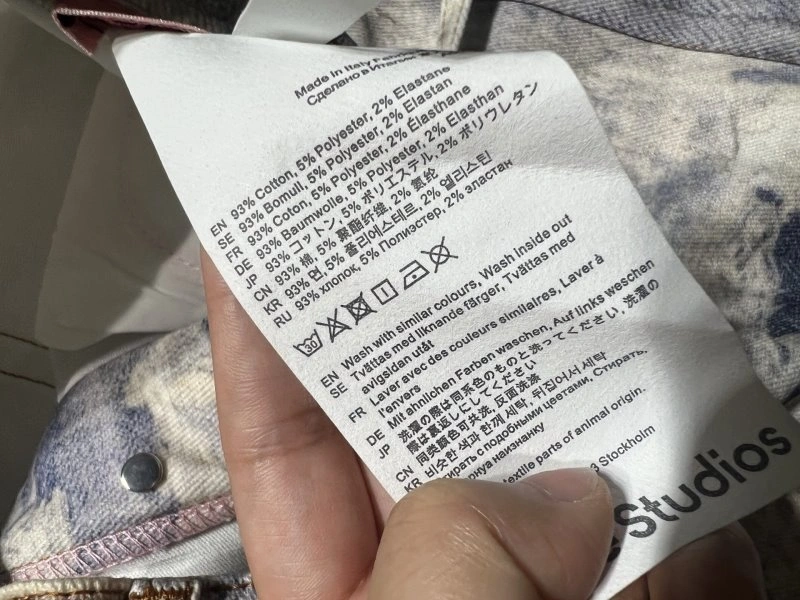 Made in Italy
Сделано в Италии
EN 93% Cotton, 5% Polyester, 2% Elastane
SE 93% Bomull, 5% Polyester, 2% Elastan
FR 93% Coton, 5% Polyester, 2% Élasthane
DE 93% Baumwolle, 5% Polyester, 2% Elasthan
JP 93% コットン, 5% ポリエステル, 2% ポリウレタン
CN 93% 棉, 5% 聚酯纤维, 2% 氨纶
KR 93% 면, 5% 폴리에스테르, 2% 엘리스틴
RU 93% хлопок, 5% Полиэстер, 2% эластан
30
EN Wash with similar colours, Wash inside out
SE Tvättas med liknande färger, Tvättas med
avigsidan utåt
FR Laver avec des couleurs similaires, Laver à
l'envers
DE Mit ähnlichen Farben waschen, Auf links waschen
JP 洗濯の際は同系色のものと洗ってください, 洗濯の
際は裏返しにしてください
CN 同类颜色可共洗, 反面洗涤
KR 비슷한 색과 함께 세탁, 뒤집어서 세탁
тирать с подобными цветами, Стирать,
наизнанку
textile parts of animal origin.
3 Stockholm
Studios